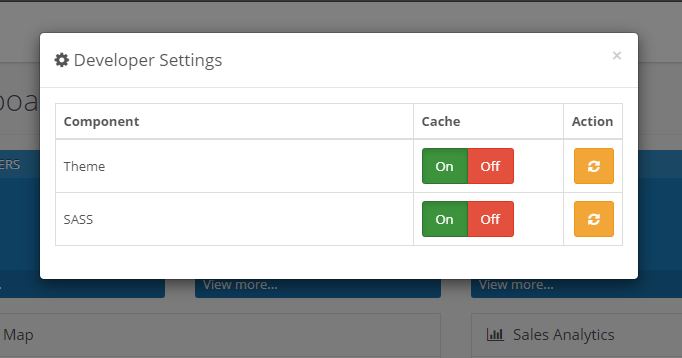 Developer Settings ×
Component Cache Action
Theme On Off
SASS On Off
ERS
View more...
View more...
Map
Sales Analytics